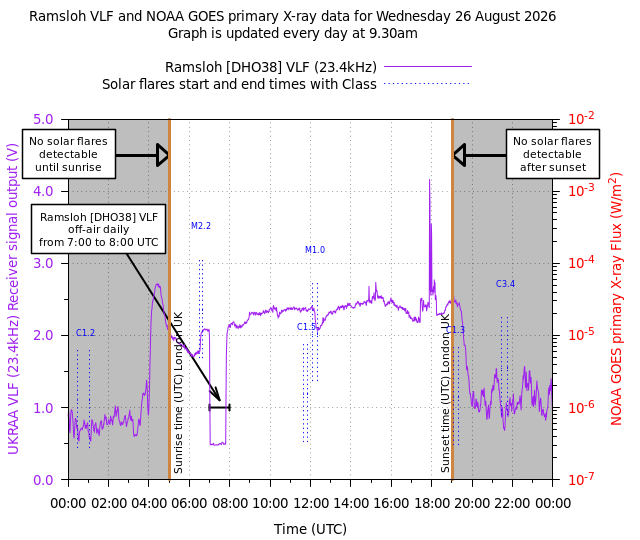 Ramsloh VLF and NOAA GOES primary X-ray data for Wednesday 26 August 2026
Graph is updated every day at 9.30am
Ramsloh [DHO38] VLF (23.4kHz)
Solar flares start and end times with Class
5.0
4.0
3.0
2.0
1.0
0.0
UKRAA VLF (23.4kHz) Receiver signal output (V)
No solar flares
detectable
until sunrise
Ramsloh [DHO38] VLF
off-air daily
from 7:00 to 8:00 UTC
No solar flares
detectable
after sunset
C1.2
M2.2
M1.0
C1.5
C1.3
C3.4
Sunrise time (UTC) London UK
Sunset time (UTC) London UK
10-2
10-3
10-4
10-5
10-6
10-7
NOAA GOES primary X-ray Flux (W/m2)
00:00 02:00 04:00 06:00 08:00 10:00 12:00 14:00 16:00 18:00 20:00 22:00 00:00
Time (UTC)